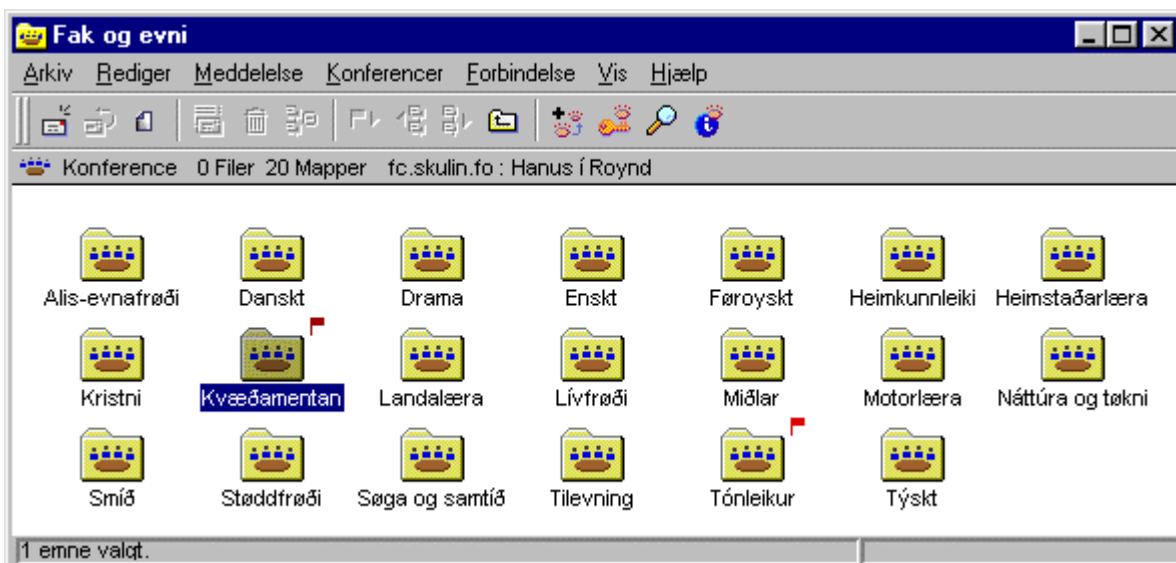 Fak og evni
Arkiv Rediger Meddelelse Konferencer Forbindelse Vis Hjælp
Konference 0 Filer 20 Mapper fc.skulin.fo : Hanus í Roynd
Alis-evnafrøði Danskt Drama Enskt Føroyskt Heimkunnleiki Heimstaðarlæra
Kristni Kvæðamentan Landalæra Lívfrøði Miðlar Motorlæra Náttúra og tøkni
Smíð Støddfrøði Søga og samtíð Tilevning Tónleikur Týskt
1 emne valgt.